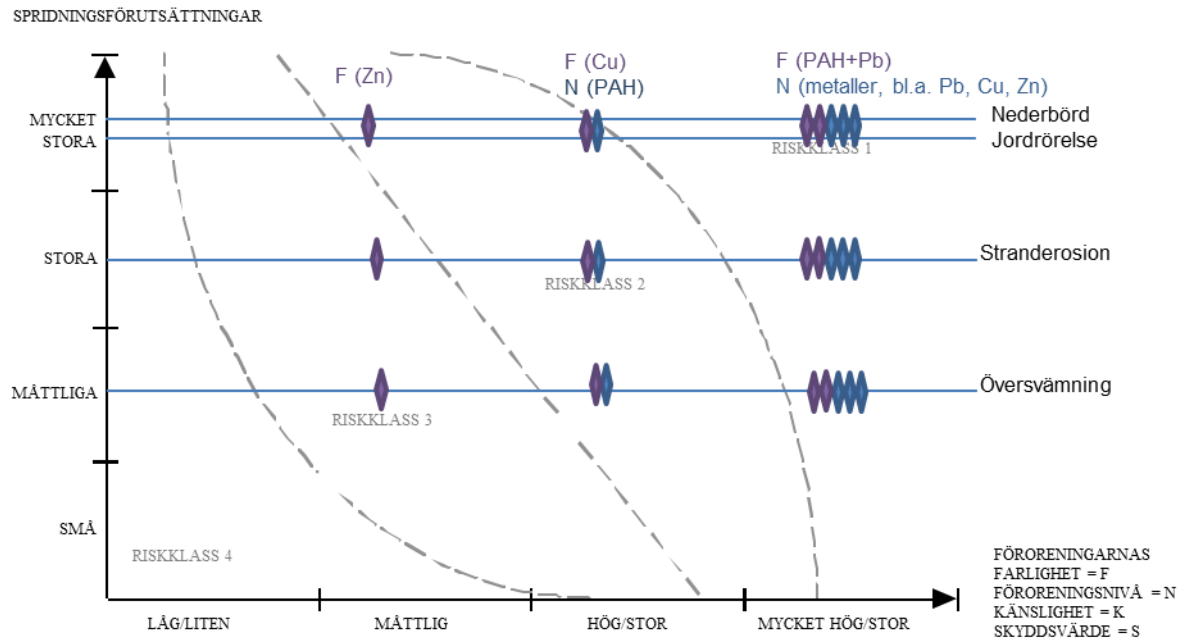 SPRIDNINGSFÖRUTSÄTTNINGAR
F (Zn)
F (Cu)
N (PAH)
F (PAH+Pb)
N (metaller, bl.a. Pb, Cu, Zn)
MYCKET
STORA
Nederbörd
Jordrörelse
RISKKLASS 1
STORA
Stranderosion
RISKKLASS 2
MÅTTLIGA
Översvämning
RISKKLASS 3
SMÅ
RISKKLASS 4
FÖRORENINGARNAS
FARLIGHET = F
FÖRORENINGSNIVÅ = N
KÄNSLIGHET = K
SKYDDSVÄRDE = S
LÅG/LITEN
MÅTTLIG
HÖG/STOR
MYCKET HÖG/STOR